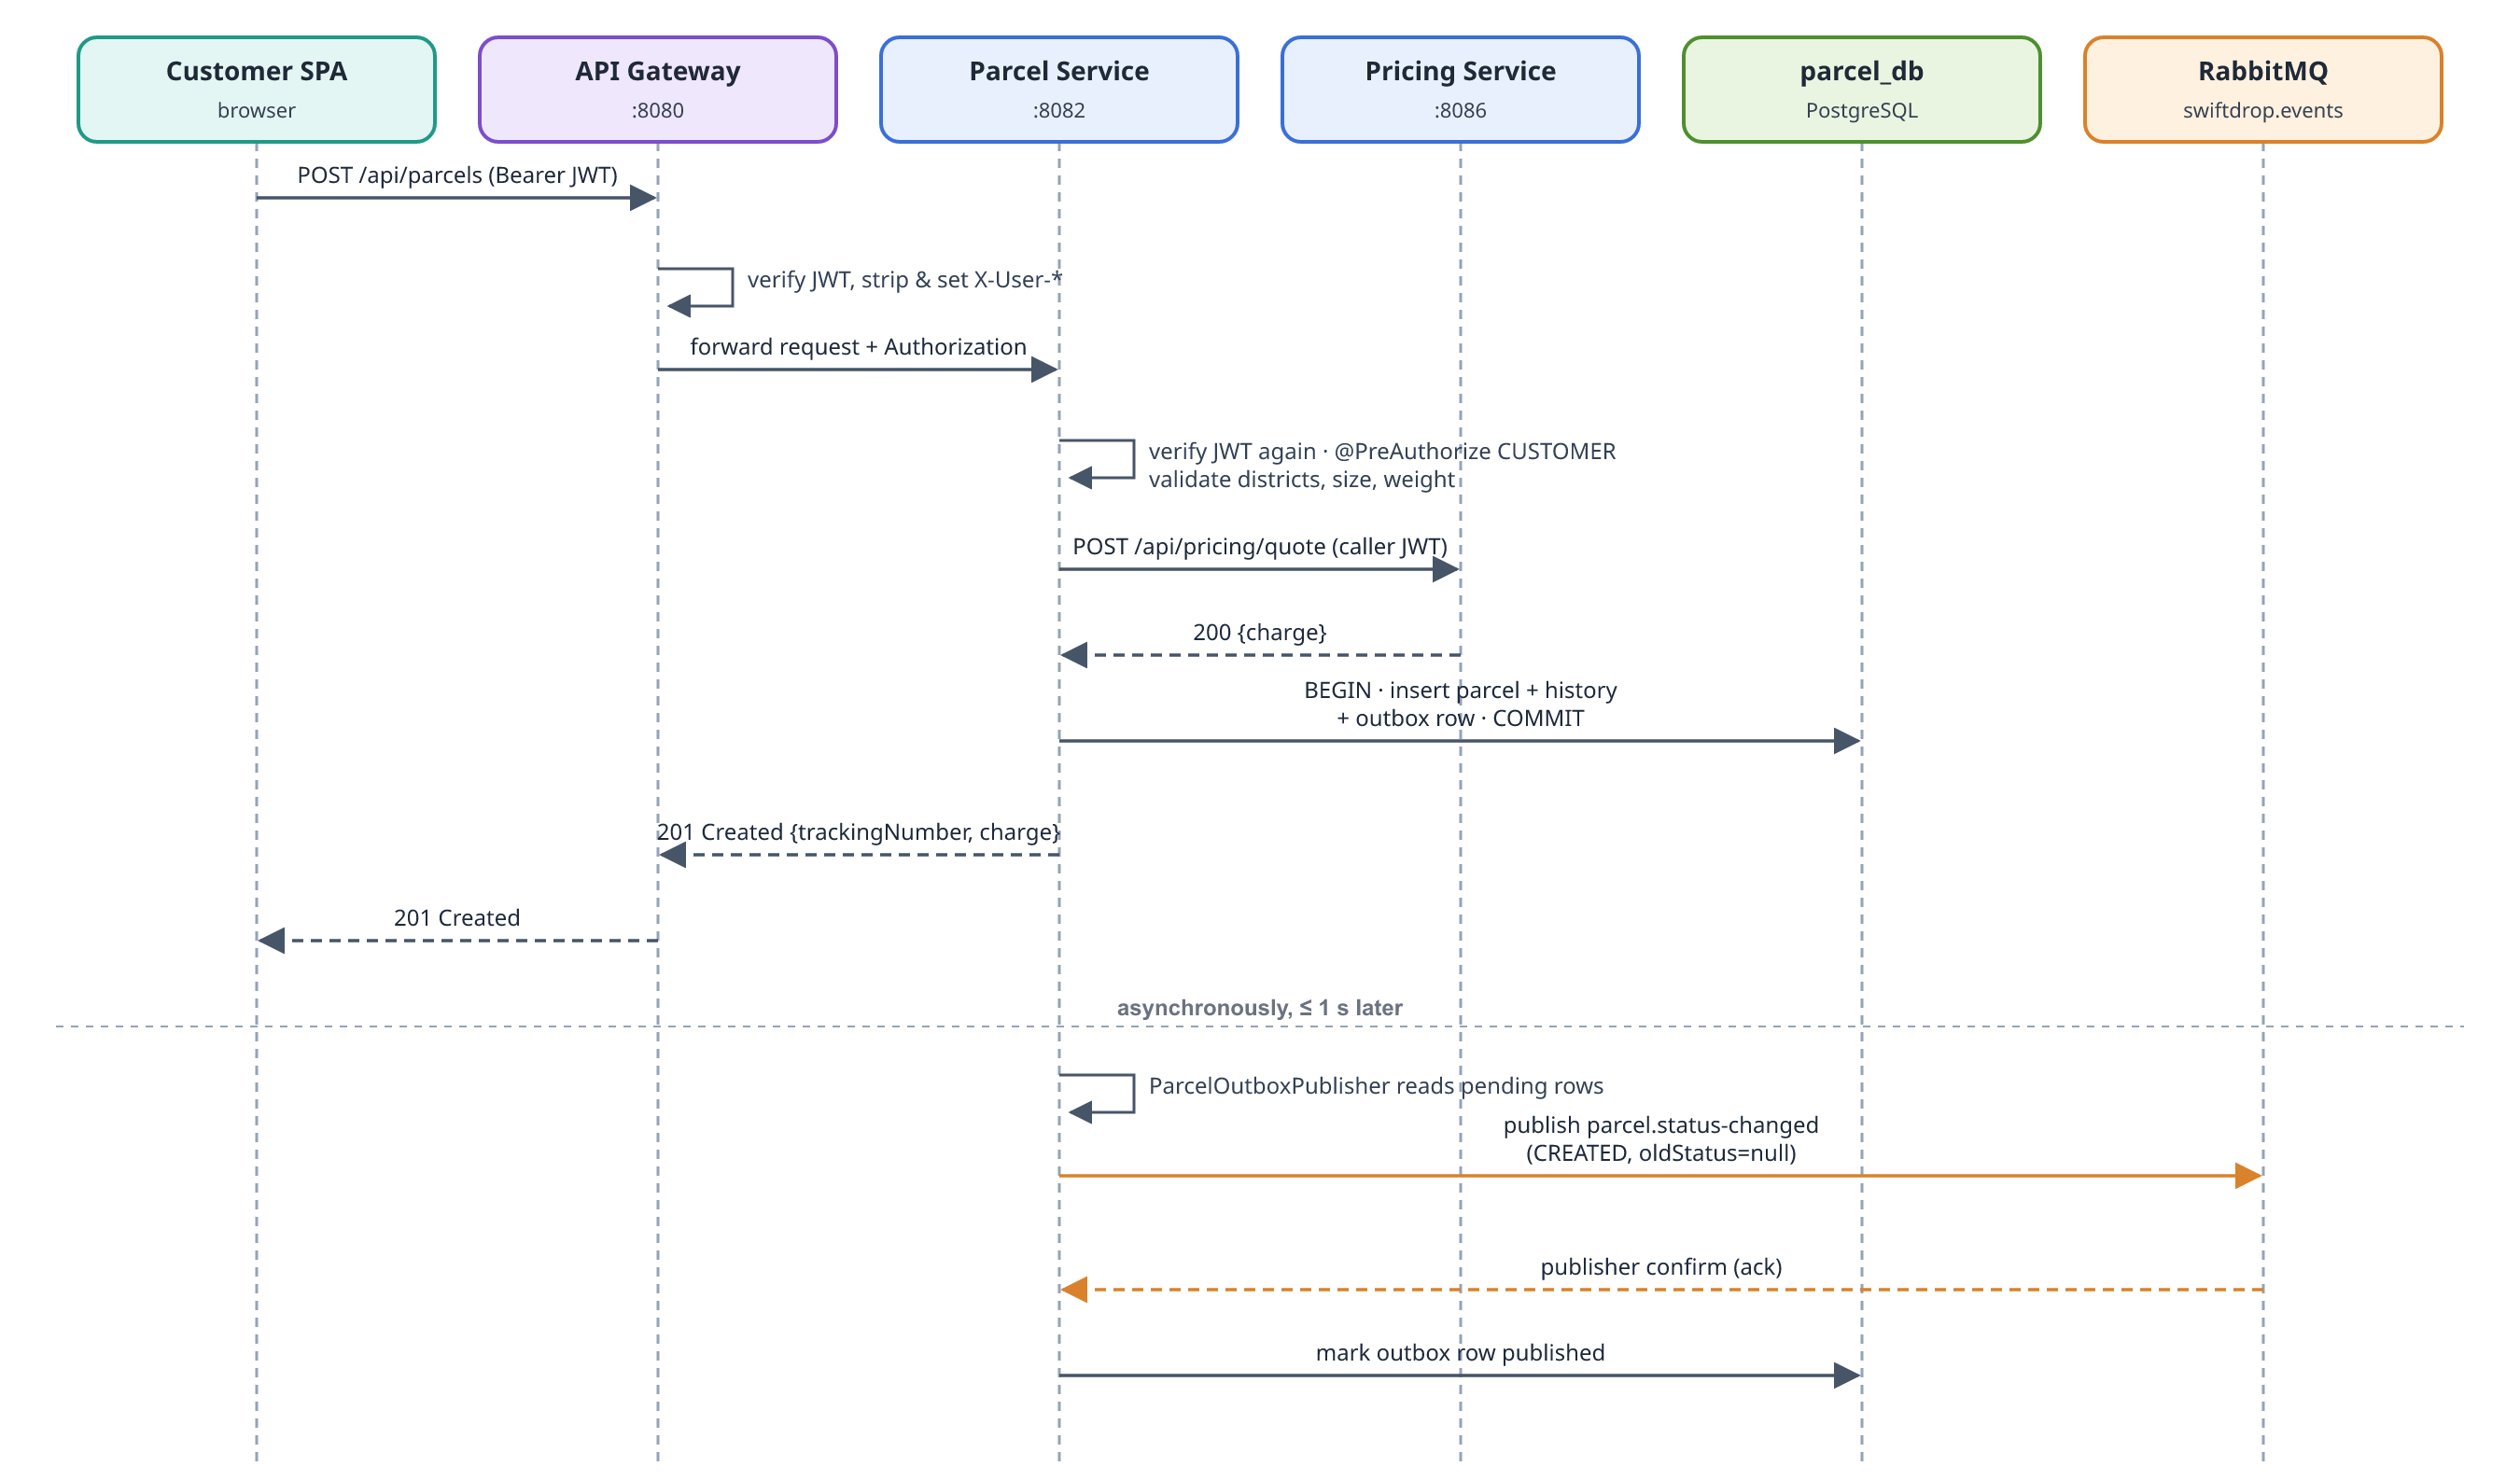 Customer SPA
browser
API Gateway
:8080
Parcel Service
:8082
Pricing Service
:8086
parcel_db
PostgreSQL
RabbitMQ
swiftdrop.events
POST /api/parcels (Bearer JWT)
verify JWT, strip & set X-User-*
forward request + Authorization
verify JWT again · @PreAuthorize CUSTOMER
validate districts, size, weight
POST /api/pricing/quote (caller JWT)
200 {charge}
BEGIN · insert parcel + history
+ outbox row · COMMIT
201 Created {trackingNumber, charge}
201 Created
asynchronously, ≤ 1 s later
ParcelOutboxPublisher reads pending rows
publish parcel.status-changed
(CREATED, oldStatus=null)
publisher confirm (ack)
mark outbox row published